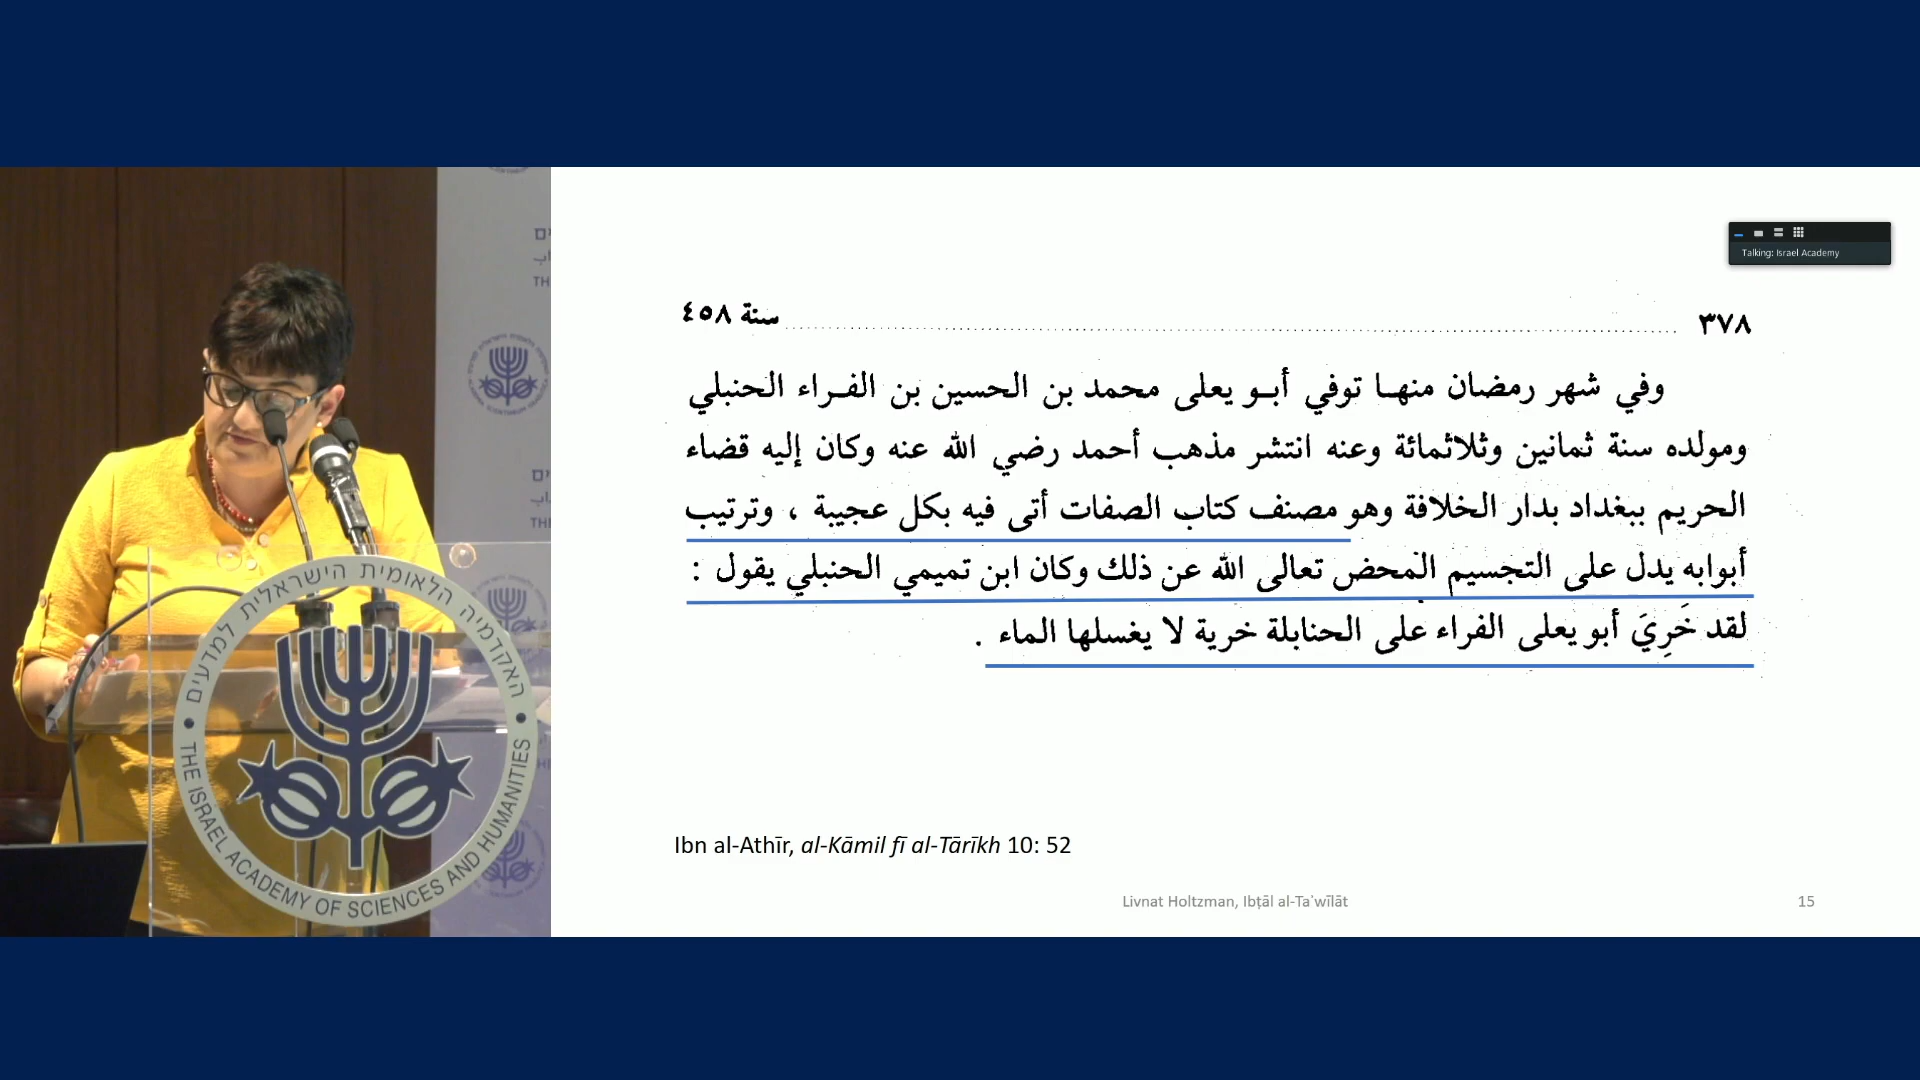 Talking: Israel Academy
٣٧٨ سنة ٤٥٨
وفي شهر رمضان منهـا توفي أبـو يعلى محمد بن الحسين بن الفـراء الحنبلي
ومولده سنة ثمانين وثلاثمائة وعنه انتشر مذهب أحمد رضي الله عنه وكان إليه قضاء
الحريم ببغداد بدار الخلافة وهو مصنف كتاب الصفات أتى فيه بكل عجيبة ، وترتيب
أبوابه يدل على التجسيم المحض تعالى الله عن ذلك وكان ابن تميمي الحنبلي يقول :
لقد خَرِيَ أبو يعلى الفراء على الحنابلة خرية لا يغسلها الماء .
Ibn al-Athīr, al-Kāmil fī al-Tārīkh 10: 52
Livnat Holtzman, Ibṭāl al-Taʾwīlāt 15
האקדמיה הלאומית הישראלית למדעים
THE ISRAEL ACADEMY OF SCIENCES AND HUMANITIES